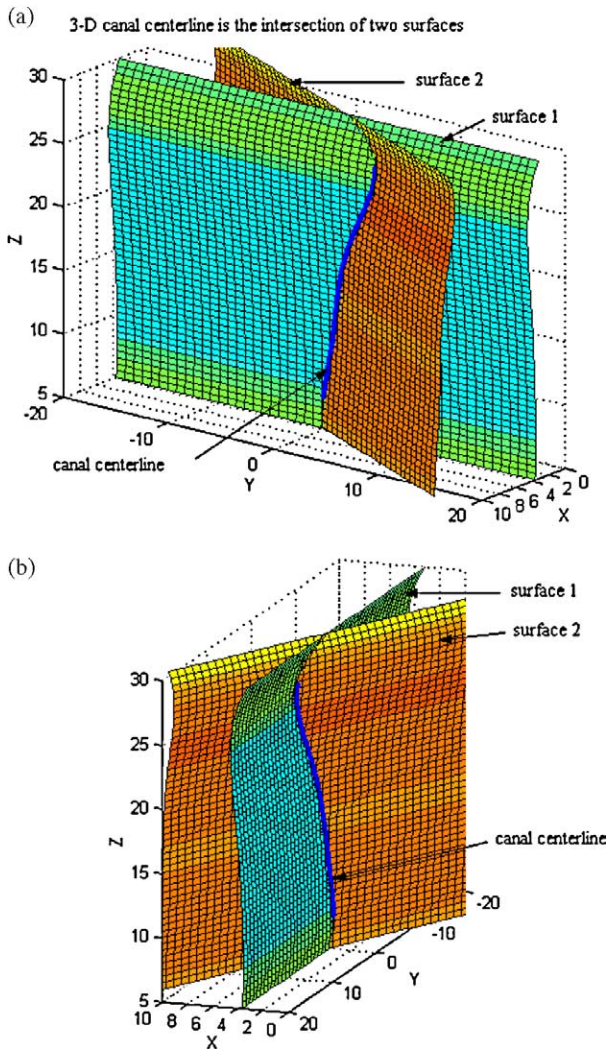 (a)
3-D canal centerline is the intersection of two surfaces
surface 2
surface 1
30
25
20
15
10
5
Z
-20
-10
0
10
20
Y
10
8
6
4
2
0
X
canal centerline
(b)
surface 1
surface 2
30
25
20
15
10
5
Z
canal centerline
-20
-10
0
10
20
Y
10
8
6
4
2
0
X